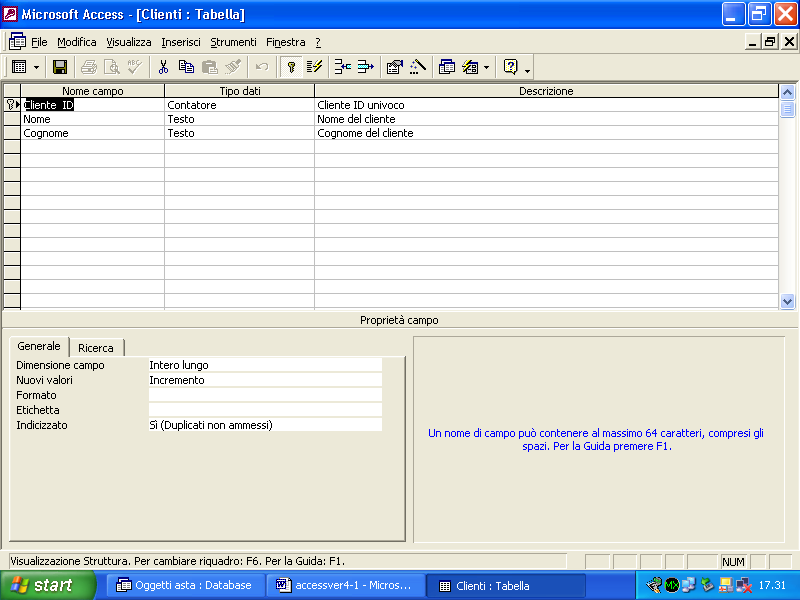 Microsoft Access - [Clienti : Tabella]
File Modifica Visualizza Inserisci Strumenti Finestra ?
Nome campo Tipo dati Descrizione
Cliente_ID Contatore Cliente ID univoco
Nome Testo Nome del cliente
Cognome Testo Cognome del cliente
Proprietà campo
Generale Ricerca
Dimensione campo Intero lungo
Nuovi valori Incremento
Formato
Etichetta
Indicizzato Sì (Duplicati non ammessi)
Un nome di campo può contenere al massimo 64 caratteri, compresi gli
spazi. Per la Guida premere F1.
Visualizzazione Struttura. Per cambiare riquadro: F6. Per la Guida: F1. NUM
start Oggetti asta : Database accessver4-1 - Micros... Clienti : Tabella MX 17.31